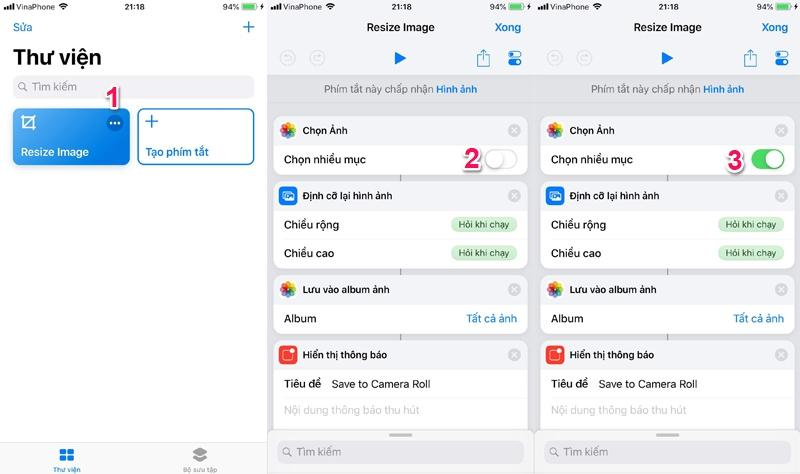 VinaPhone 21:18 94%
Sửa
Thư viện
Tìm kiếm
1
Resize Image
Tạo phím tắt
Thư viện
Bộ sưu tập
VinaPhone 21:18 94%
Resize Image Xong
Phím tắt này chấp nhận Hình ảnh
Chọn Ảnh
Chọn nhiều mục 2
Định cỡ lại hình ảnh
Chiều rộng Hỏi khi chạy
Chiều cao Hỏi khi chạy
Lưu vào album ảnh
Album Tất cả ảnh
Hiển thị thông báo
Tiêu đề Save to Camera Roll
Nội dung thông báo thu hút
Tìm kiếm
VinaPhone 21:18 94%
Resize Image Xong
Phím tắt này chấp nhận Hình ảnh
Chọn Ảnh
Chọn nhiều mục 3
Định cỡ lại hình ảnh
Chiều rộng Hỏi khi chạy
Chiều cao Hỏi khi chạy
Lưu vào album ảnh
Album Tất cả ảnh
Hiển thị thông báo
Tiêu đề Save to Camera Roll
Nội dung thông báo thu hút
Tìm kiếm